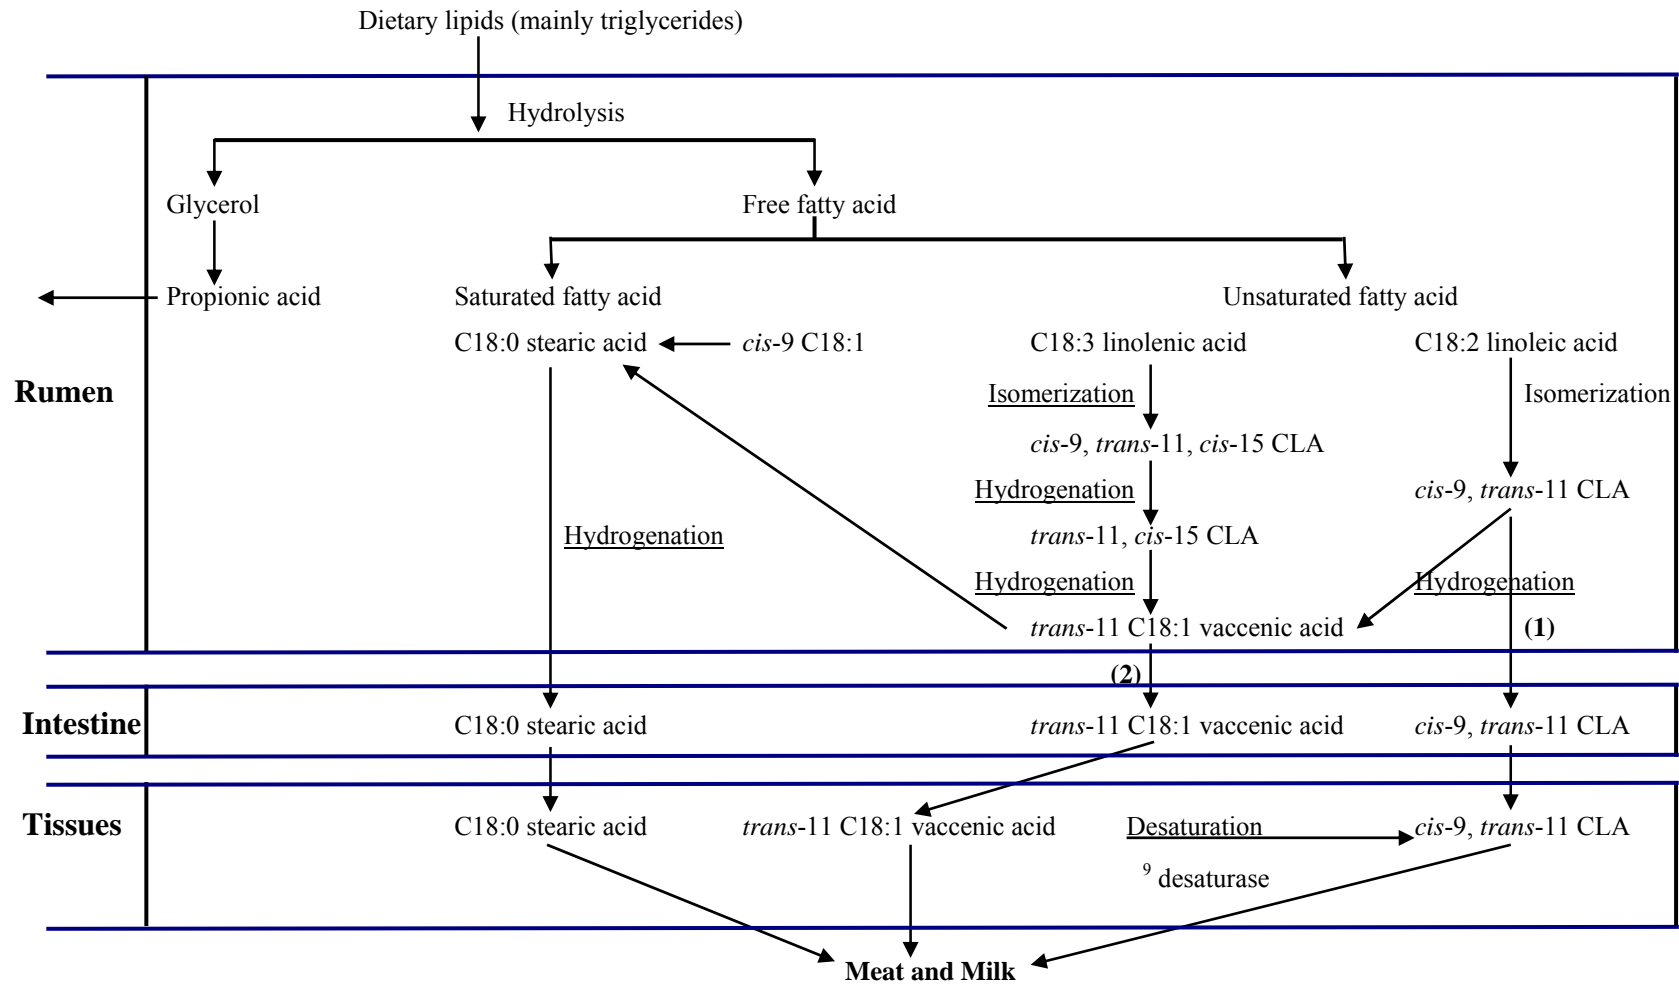 Dietary lipids (mainly triglycerides)
Hydrolysis
Glycerol
Free fatty acid
Propionic acid
Saturated fatty acid
Unsaturated fatty acid
C18:0 stearic acid
cis-9 C18:1
C18:3 linolenic acid
C18:2 linoleic acid
Rumen
Isomerization
Isomerization
cis-9, trans-11, cis-15 CLA
Hydrogenation
cis-9, trans-11 CLA
Hydrogenation
trans-11, cis-15 CLA
Hydrogenation
Hydrogenation
trans-11 C18:1 vaccenic acid
(1)
(2)
Intestine
C18:0 stearic acid
trans-11 C18:1 vaccenic acid
cis-9, trans-11 CLA
Tissues
C18:0 stearic acid
trans-11 C18:1 vaccenic acid
Desaturation
cis-9, trans-11 CLA
⁹ desaturase
Meat and Milk